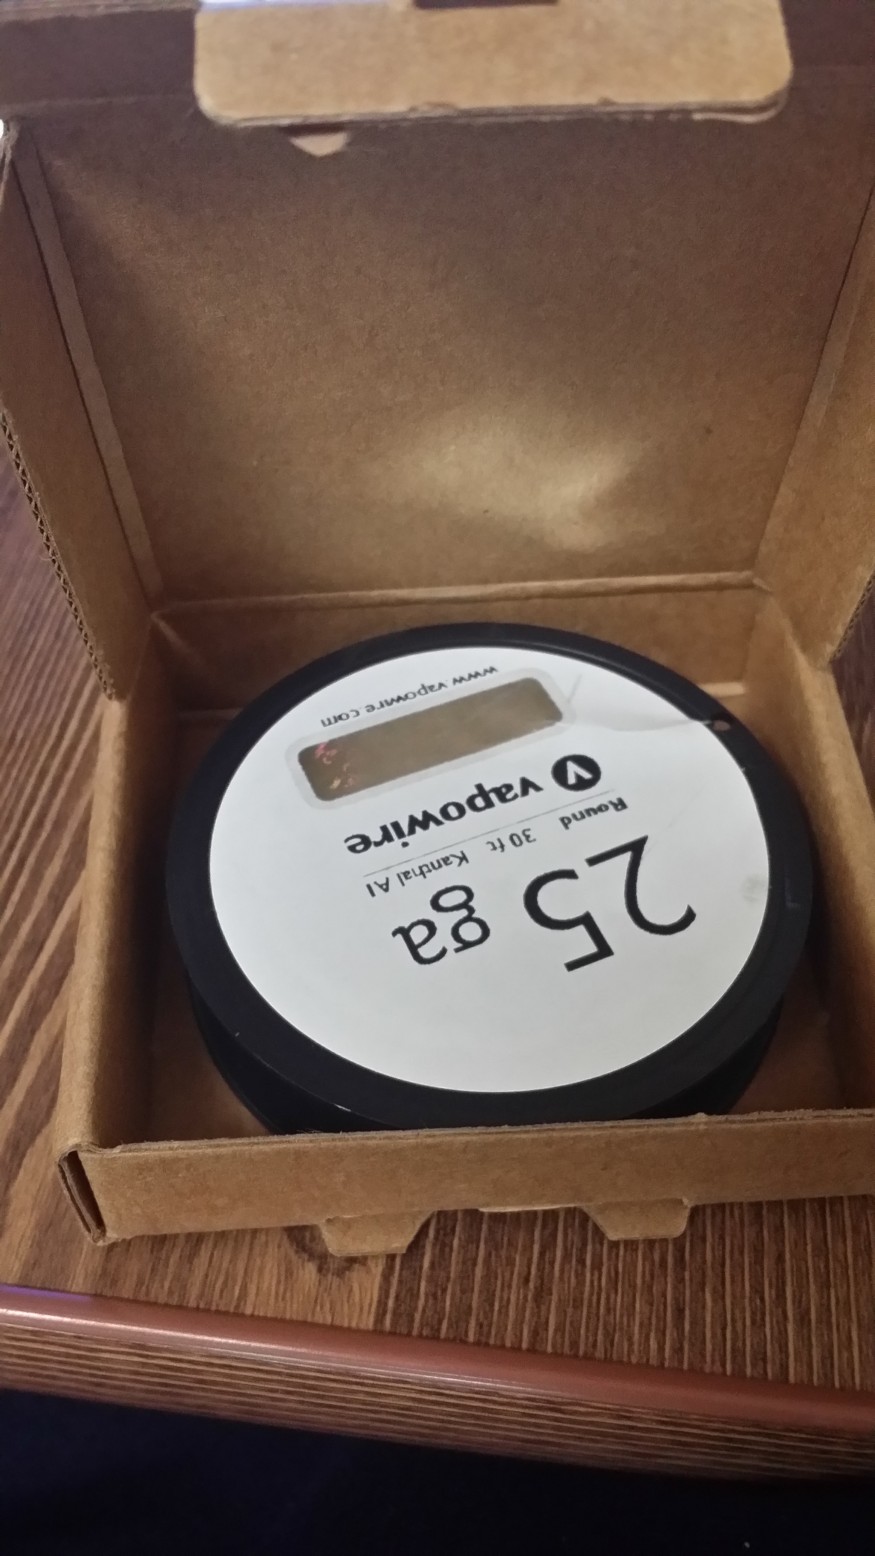 25 ga
Round 30 ft Kanthal A1
V vapowire
www.vapowire.com